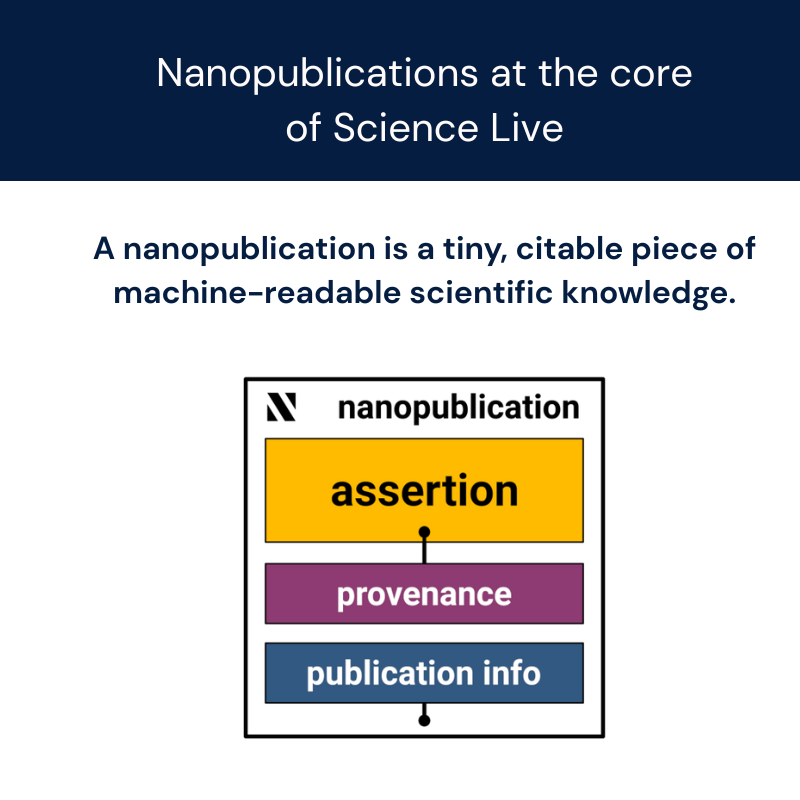 Nanopublications at the core
of Science Live
A nanopublication is a tiny, citable piece of
machine-readable scientific knowledge.
nanopublication
assertion
provenance
publication info